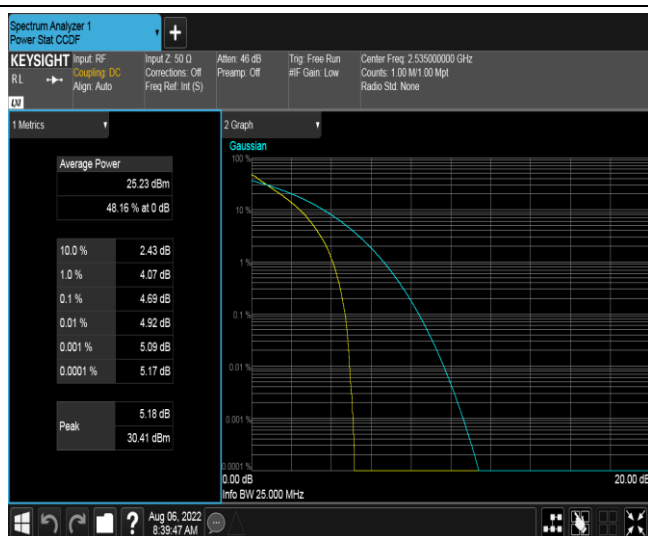 Spectrum Analyzer 1
Power Stat CCDF
+
KEYSIGHT
RL
LXI
Input: RF
Coupling: DC
Align: Auto
Input Z: 50 Ω
Corrections: Off
Freq Ref: Int (S)
Atten: 46 dB
Preamp: Off
Trig: Free Run
#IF Gain: Low
Center Freq: 2.535000000 GHz
Counts: 1.00 M/1.00 Mpt
Radio Std: None
1 Metrics
Average Power
25.23 dBm
48.16 % at 0 dB
10.0 % 2.43 dB
1.0 % 4.07 dB
0.1 % 4.69 dB
0.01 % 4.92 dB
0.001 % 5.09 dB
0.0001 % 5.17 dB
Peak
5.18 dB
30.41 dBm
2 Graph
Gaussian
100 %
10 %
1 %
0.1 %
0.01 %
0.001 %
0.0001 %
0.00 dB
20.00 dB
Info BW 25.000 MHz
?
Aug 06, 2022
8:39:47 AM